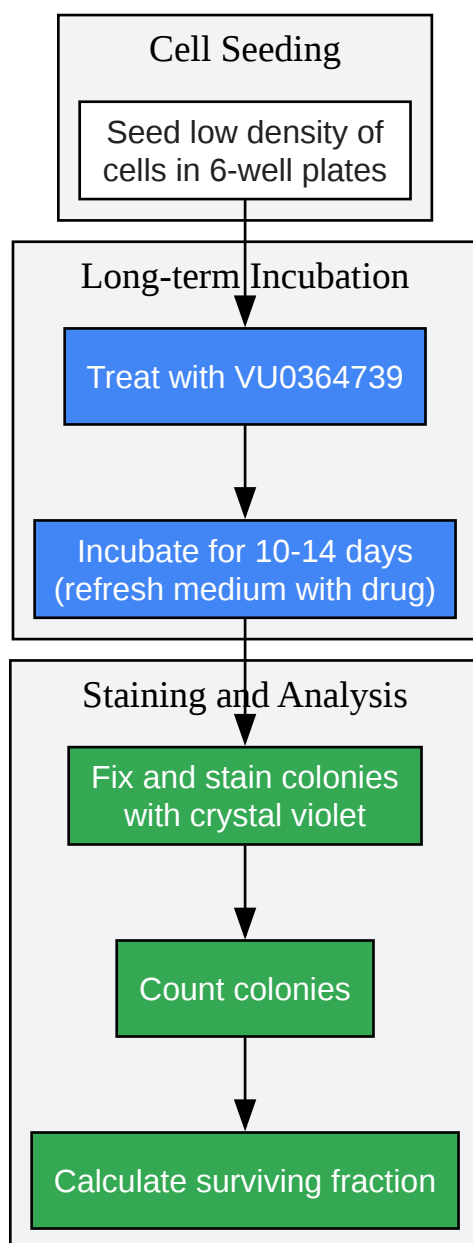 Cell Seeding
Seed low density of
cells in 6-well plates
Long-term Incubation
Treat with VU0364739
Incubate for 10-14 days
(refresh medium with drug)
Staining and Analysis
Fix and stain colonies
with crystal violet
Count colonies
Calculate surviving fraction